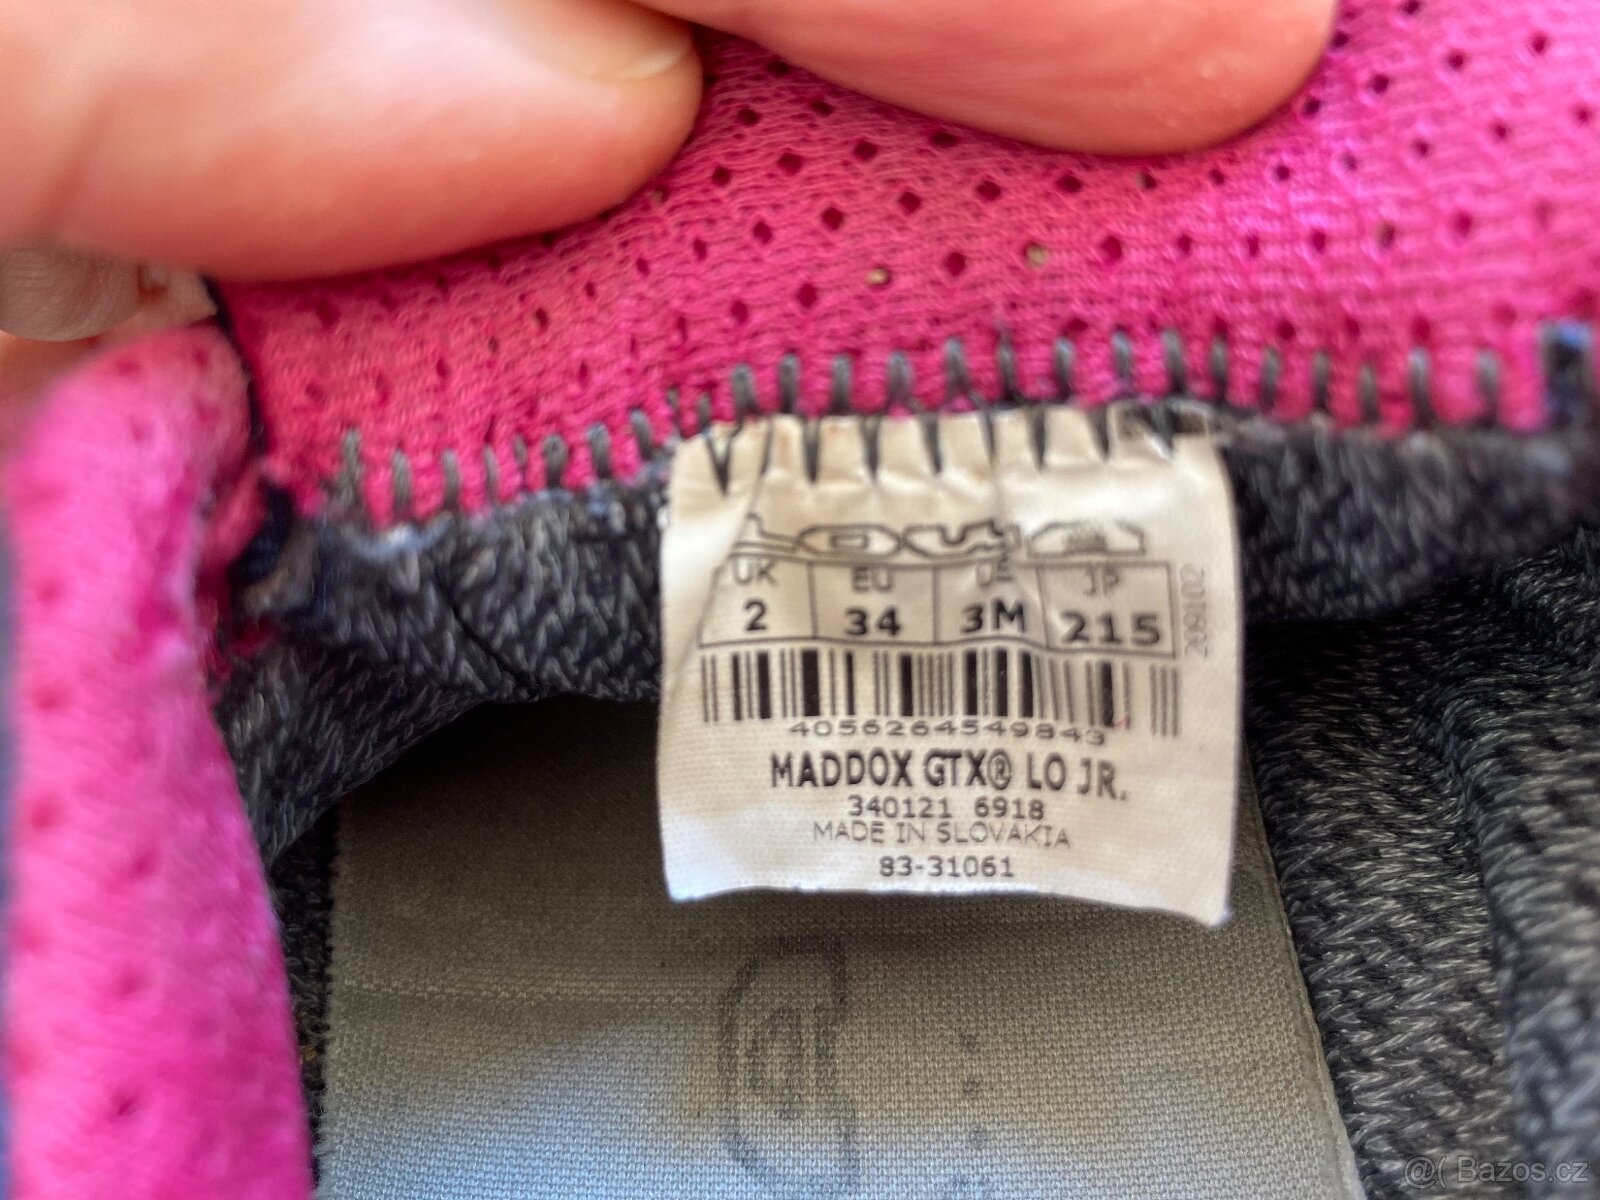 UK EU US JP
2 34 3M 215
209102
4056264549843
MADDOX GTX® LO JR.
340121 6918
MADE IN SLOVAKIA
83-31061
@( Bazos.cz